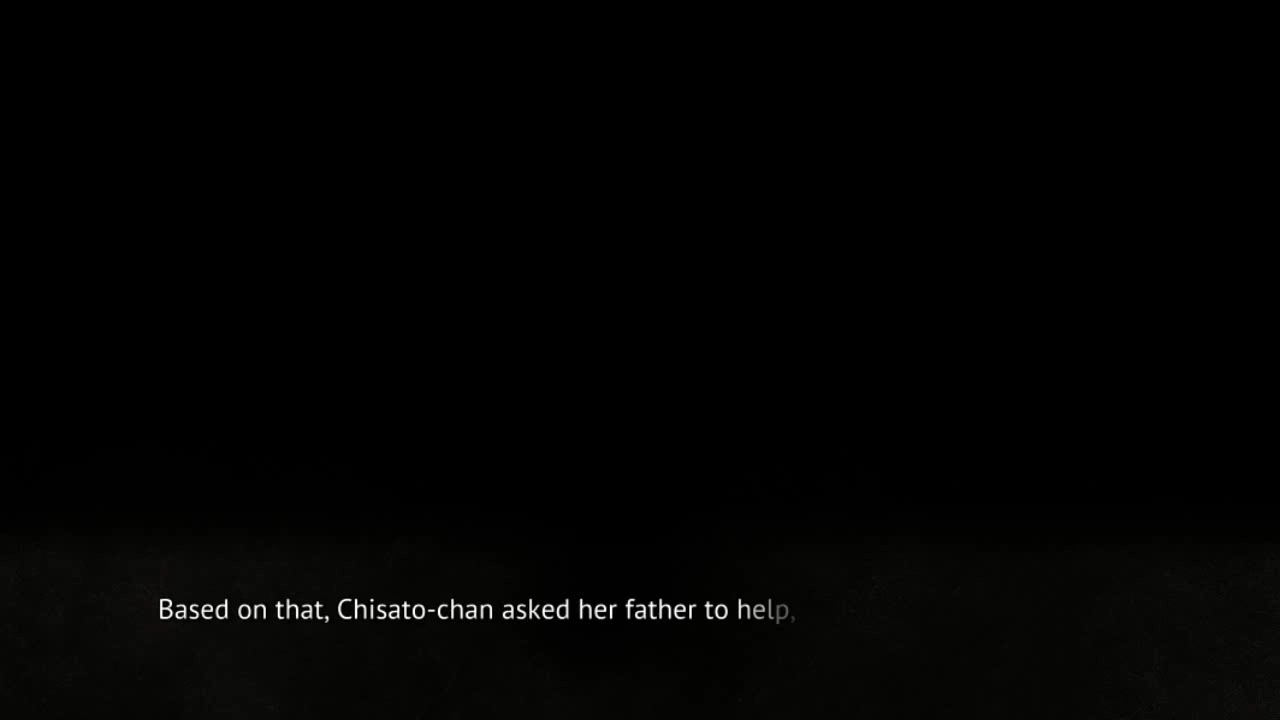 Based on that, Chisato-chan asked her father to help,